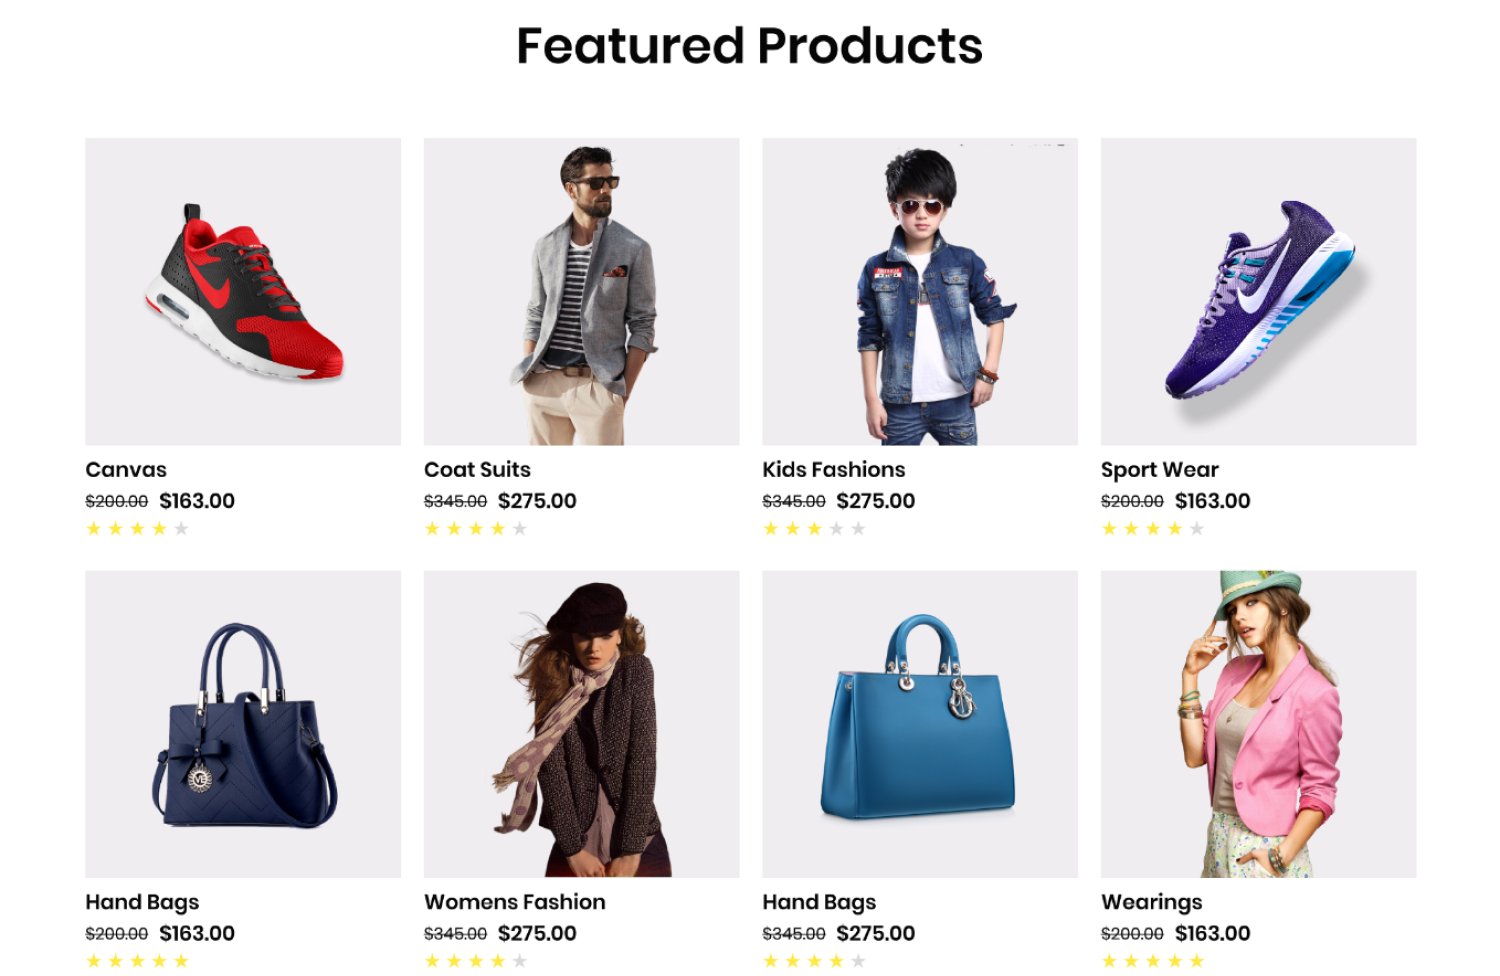 Featured Products
Canvas
$200.00 $163.00
Coat Suits
$345.00 $275.00
Kids Fashions
$345.00 $275.00
Sport Wear
$200.00 $163.00
Hand Bags
$200.00 $163.00
Womens Fashion
$345.00 $275.00
Hand Bags
$345.00 $275.00
Wearings
$200.00 $163.00